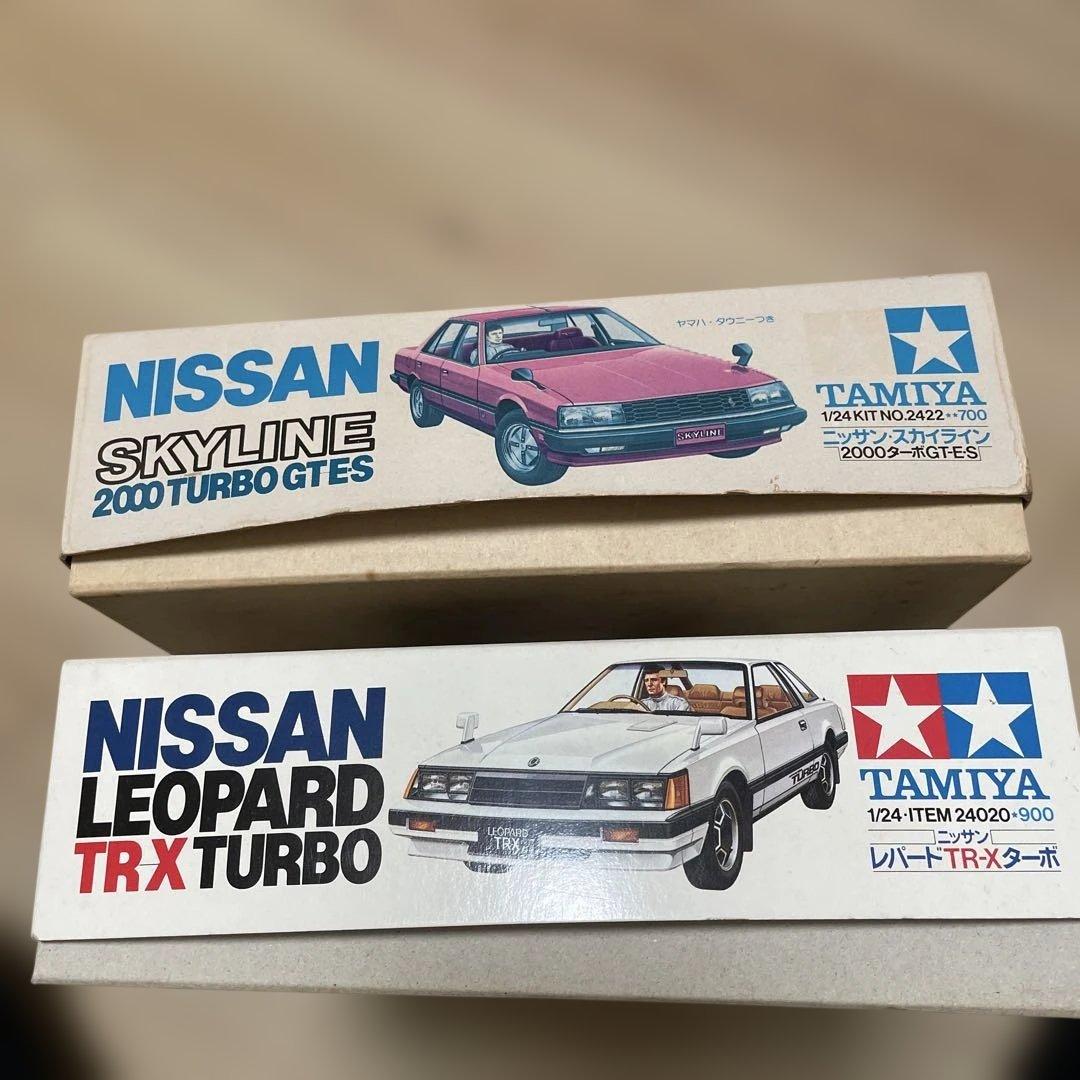 NISSAN
SKYLINE
2000 TURBO GT-E·S
ヤマハ・タウニーつき
SKYLINE
TAMIYA
1/24 KIT NO.2422★★700
ニッサン・スカイライン
2000ターボGT-E·S
NISSAN
LEOPARD
TR-X TURBO
LEOPARD
TR-X
TURBO
TAMIYA
1/24·ITEM 24020★900
ニッサン
レパードTR-Xターボ